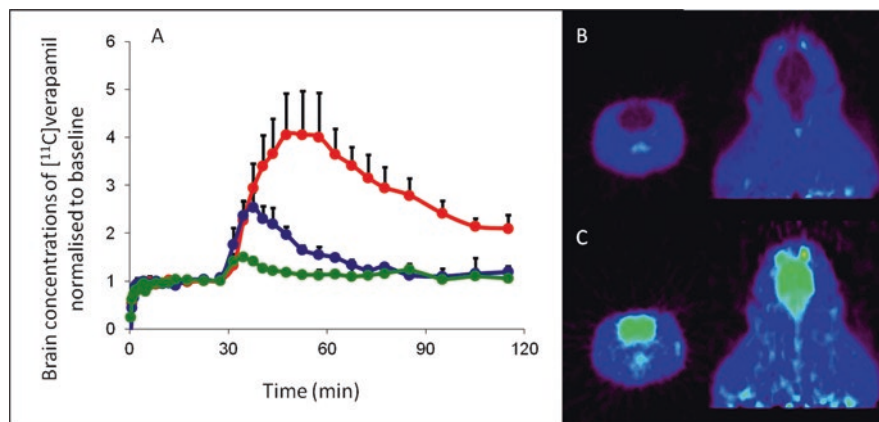 A
Brain concentrations of [¹¹C]verapamil
normalised to baseline
6
5
4
3
2
1
0
0 30 60 90 120
Time (min)
B
C